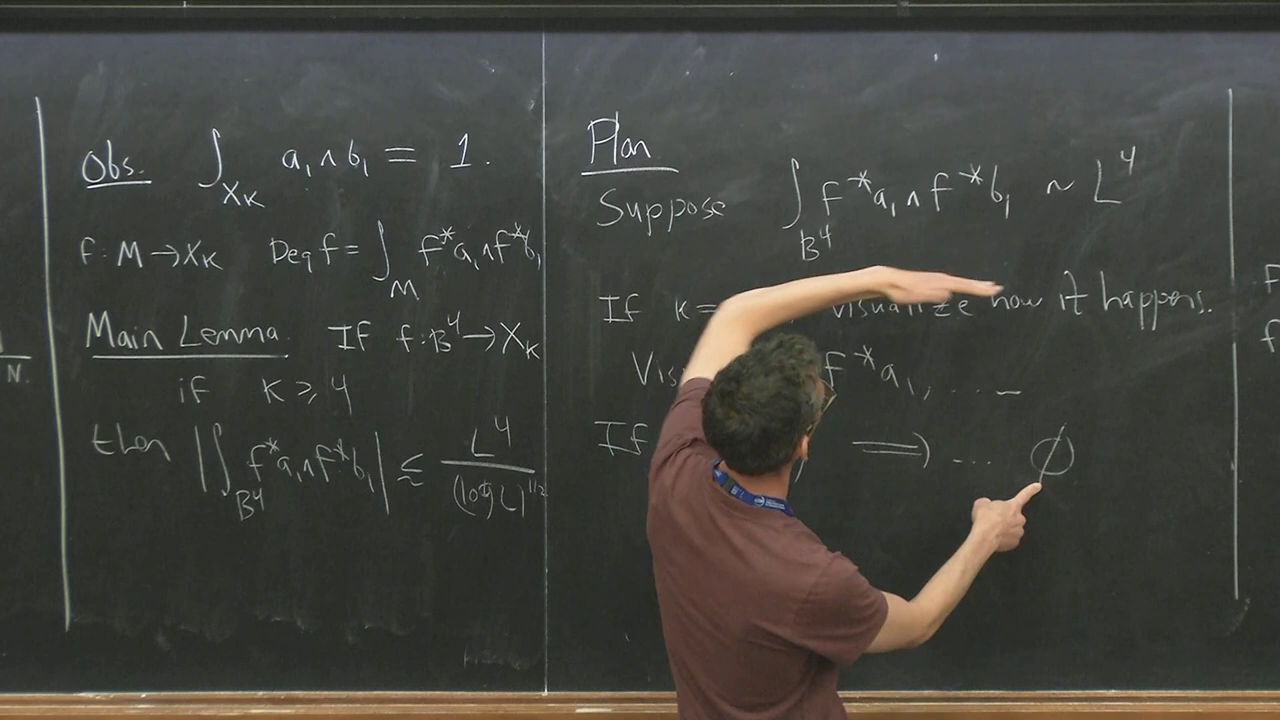 Obs. ∫_{X_K} a₁∧b₁ = 1.
f: M→X_K Deg f = ∫_M f*a₁∧f*b₁
Main Lemma. If f: B⁴→X_K
if K ≥ 4
then |∫_{B⁴} f*a₁∧f*b₁| ≲ L⁴/(log L)^{1/2}
N.
Plan
Suppose ∫_{B⁴} f*a₁∧f*b₁ ~ L⁴
If K= visualize how it happens.
f*a₁, ...
If ⟹ ... ∅